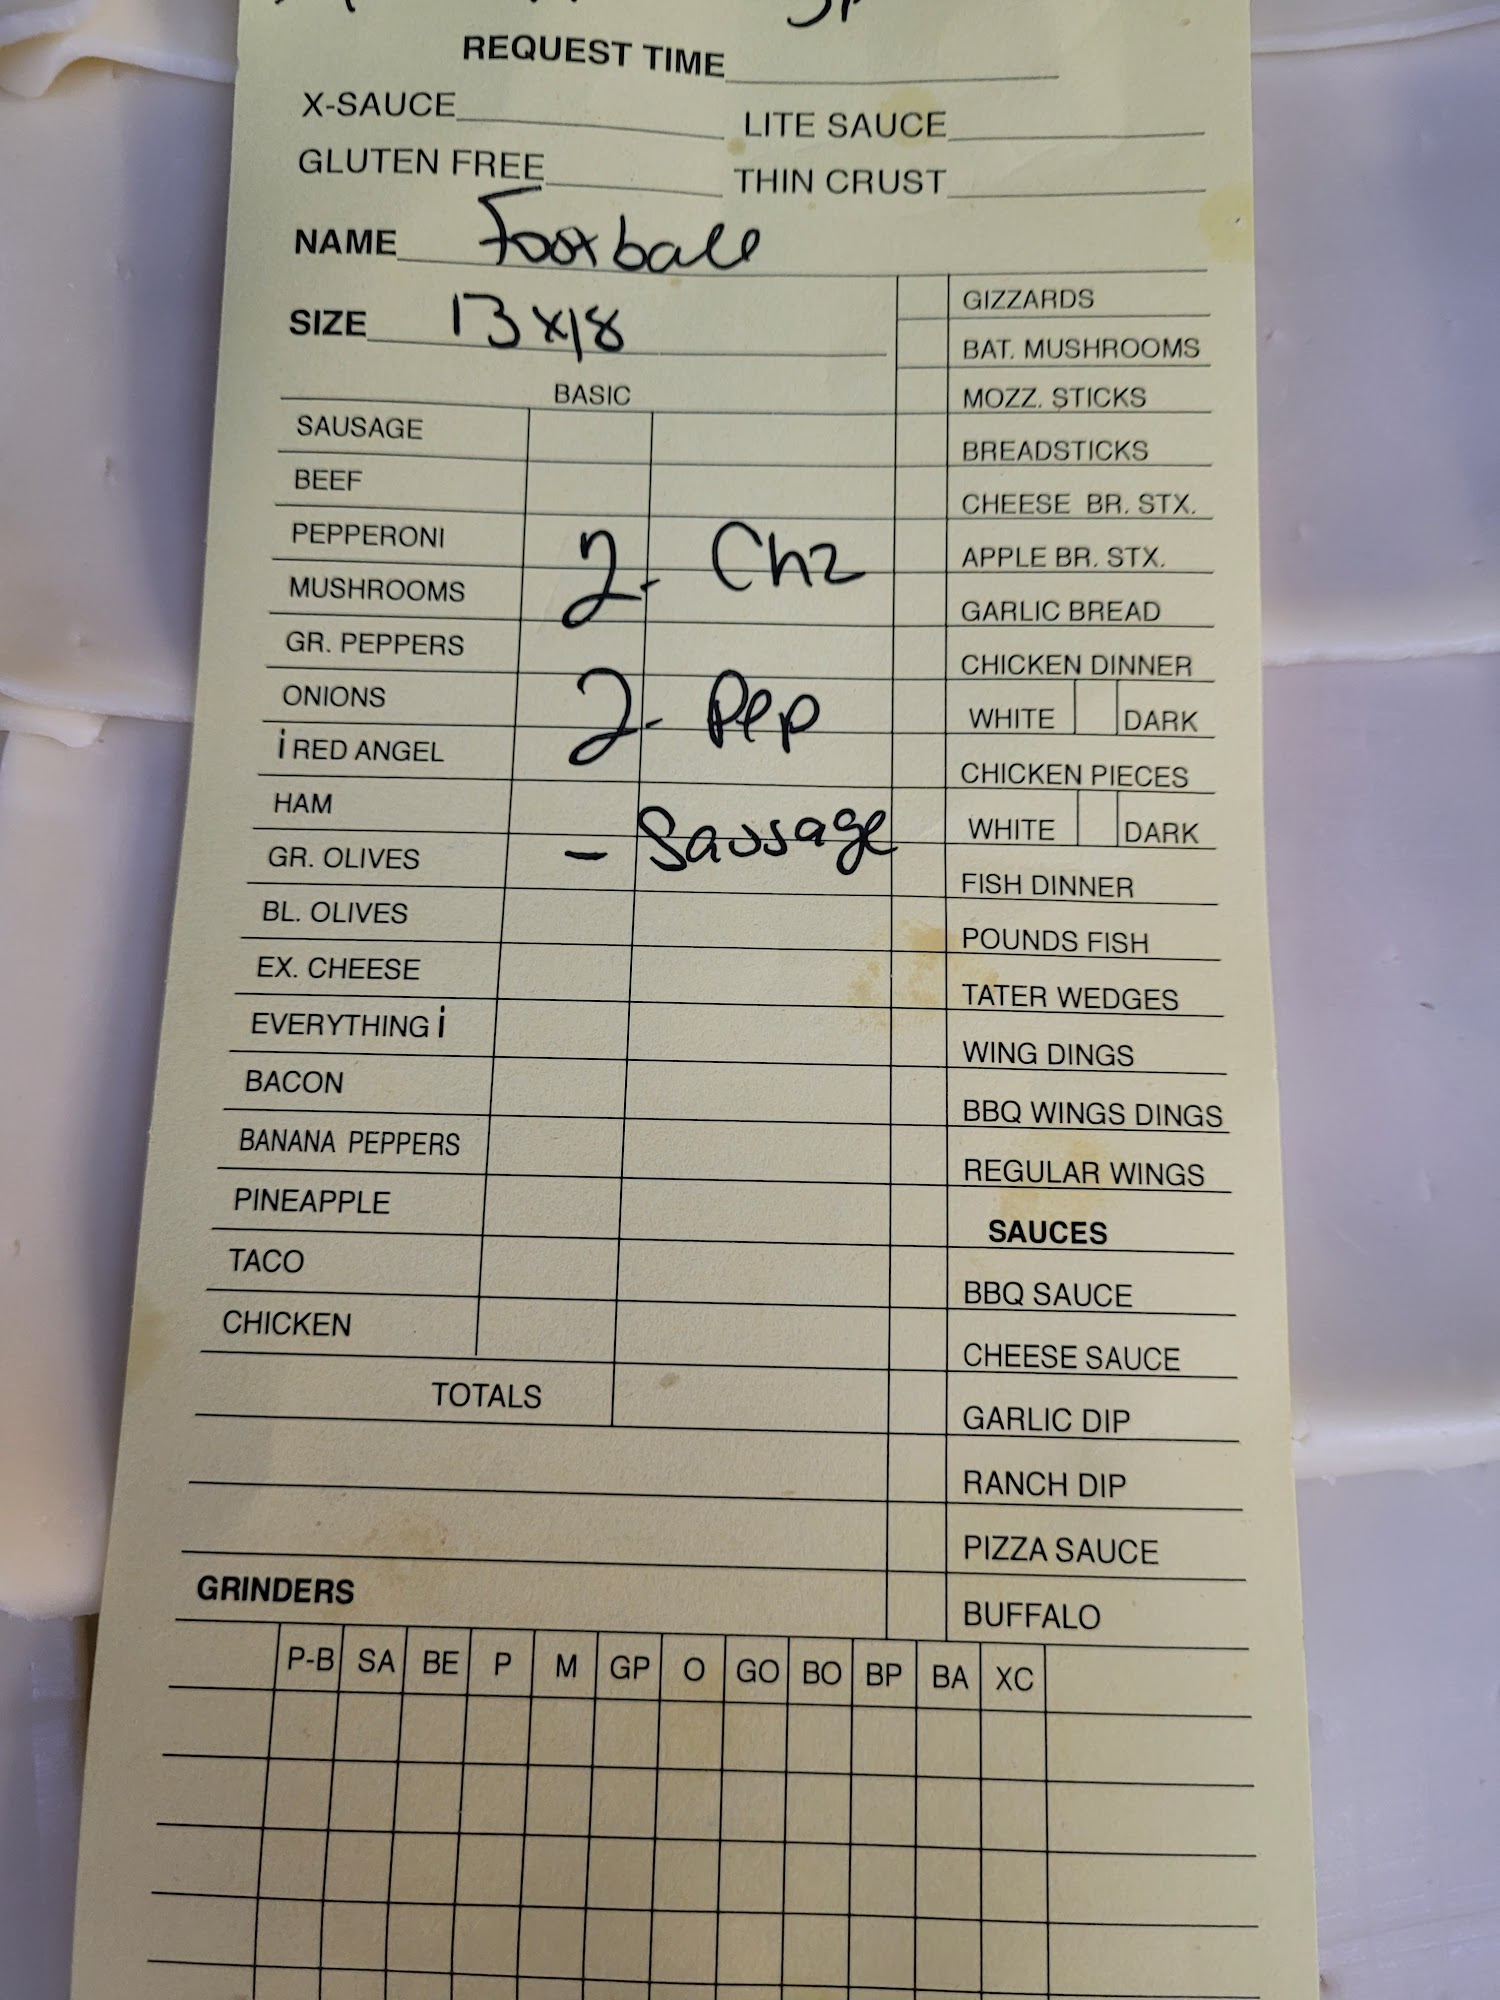 REQUEST TIME
X-SAUCE LITE SAUCE
GLUTEN FREE THIN CRUST
NAME Football
SIZE 13x18
BASIC
SAUSAGE
BEEF
PEPPERONI
MUSHROOMS
GR. PEPPERS
ONIONS
i RED ANGEL
HAM
GR. OLIVES
BL. OLIVES
EX. CHEESE
EVERYTHING i
BACON
BANANA PEPPERS
PINEAPPLE
TACO
CHICKEN
TOTALS
2- Chz
2- Pep
- Sausage
GIZZARDS
BAT. MUSHROOMS
MOZZ. STICKS
BREADSTICKS
CHEESE BR. STX.
APPLE BR. STX.
GARLIC BREAD
CHICKEN DINNER
WHITE DARK
CHICKEN PIECES
WHITE DARK
FISH DINNER
POUNDS FISH
TATER WEDGES
WING DINGS
BBQ WINGS DINGS
REGULAR WINGS
SAUCES
BBQ SAUCE
CHEESE SAUCE
GARLIC DIP
RANCH DIP
PIZZA SAUCE
BUFFALO
GRINDERS
P-B SA BE P M GP O GO BO BP BA XC